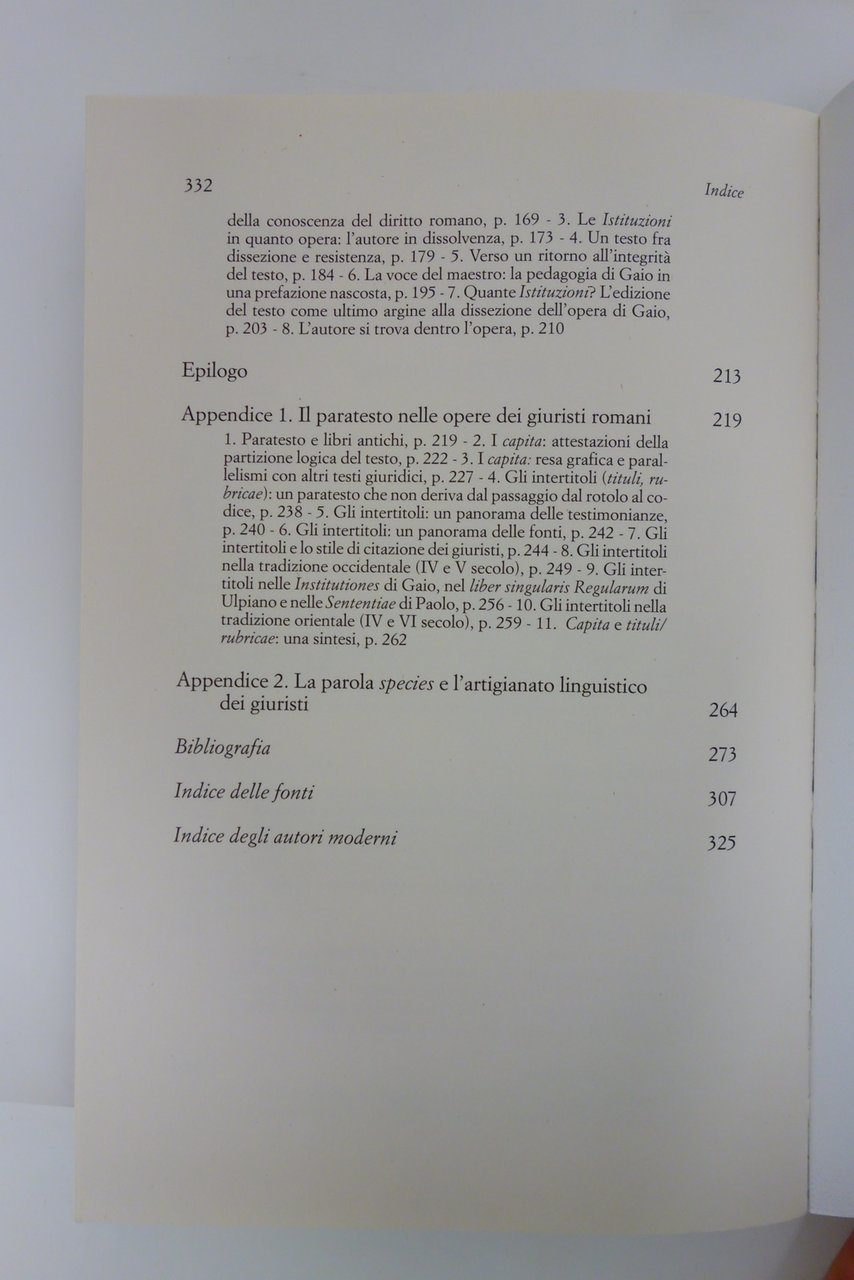 332
Indice
della conoscenza del diritto romano, p. 169 - 3. Le Istituzioni
in quanto opera: l'autore in dissolvenza, p. 173 - 4. Un testo fra
dissezione e resistenza, p. 179 - 5. Verso un ritorno all'integrità
del testo, p. 184 - 6. La voce del maestro: la pedagogia di Gaio in
una prefazione nascosta, p. 195 - 7. Quante Istituzioni? L'edizione
del testo come ultimo argine alla dissezione dell'opera di Gaio,
p. 203 - 8. L'autore si trova dentro l'opera, p. 210
Epilogo 213
Appendice 1. Il paratesto nelle opere dei giuristi romani 219
1. Paratesto e libri antichi, p. 219 - 2. I capita: attestazioni della
partizione logica del testo, p. 222 - 3. I capita: resa grafica e paral-
lelismi con altri testi giuridici, p. 227 - 4. Gli intertitoli (tituli, ru-
bricae): un paratesto che non deriva dal passaggio dal rotolo al co-
dice, p. 238 - 5. Gli intertitoli: un panorama delle testimonianze,
p. 240 - 6. Gli intertitoli: un panorama delle fonti, p. 242 - 7. Gli
intertitoli e lo stile di citazione dei giuristi, p. 244 - 8. Gli intertitoli
nella tradizione occidentale (IV e V secolo), p. 249 - 9. Gli inter-
titoli nelle Institutiones di Gaio, nel liber singularis Regularum di
Ulpiano e nelle Sententiae di Paolo, p. 256 - 10. Gli intertitoli nella
tradizione orientale (IV e VI secolo), p. 259 - 11. Capita e tituli/
rubricae: una sintesi, p. 262
Appendice 2. La parola species e l'artigianato linguistico
dei giuristi 264
Bibliografia 273
Indice delle fonti 307
Indice degli autori moderni 325